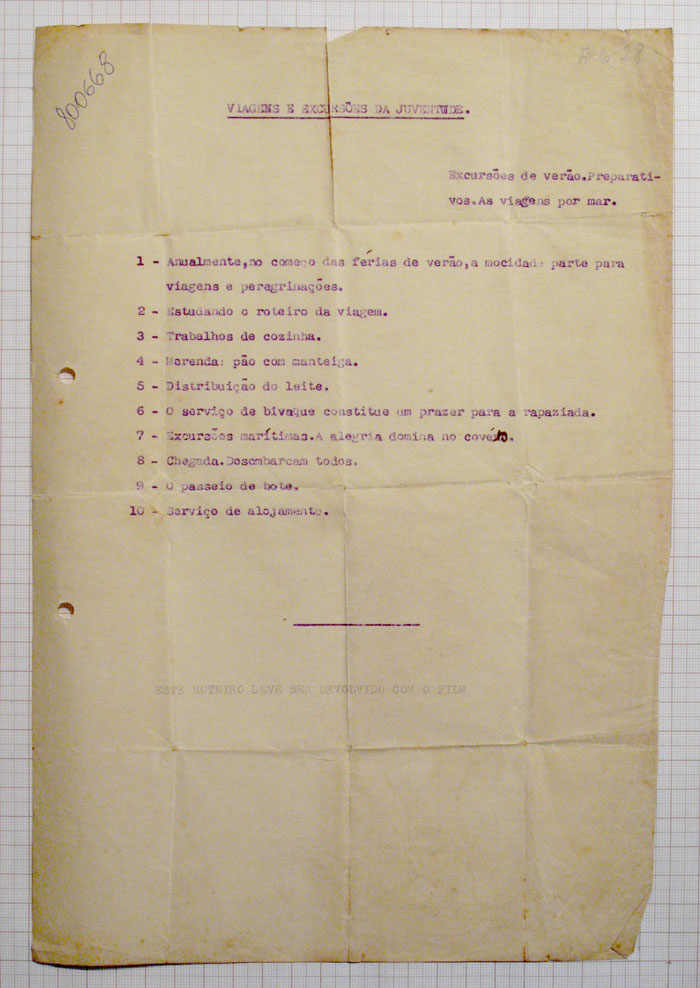 800668
A-6-28
VIAGENS E EXCURSÕES DA JUVENTUDE.
Excursões de verão.Preparati-
vos.As viagens por mar.
1 - Anualmente,no começo das férias de verão,a mocidade parte para
viagens e peregrinações.
2 - Estudando o roteiro da viagem.
3 - Trabalhos de cozinha.
4 - Merenda: pão com manteiga.
5 - Distribuição do leite.
6 - O serviço de bivaque constitue um prazer para a rapaziada.
7 - Excursões marítimas.A alegria domina no
8 - Chegada.Desembarcam todos.
9 - O passeio de bote.
10 - Serviço de alojamento.
ESTE ROTEIRO DEVE SER DEVOLVIDO COM O FILM